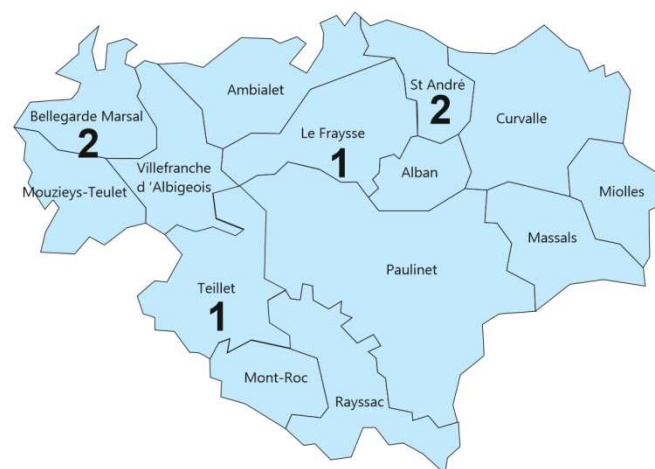 Ambialet
St André
2
Bellegarde Marsal
2
Le Fraysse
1
Curvalle
Villefranche
d 'Albigeois
Alban
Mouzieys-Teulet
Miolles
Massals
Paulinet
Teillet
1
Mont-Roc
Rayssac